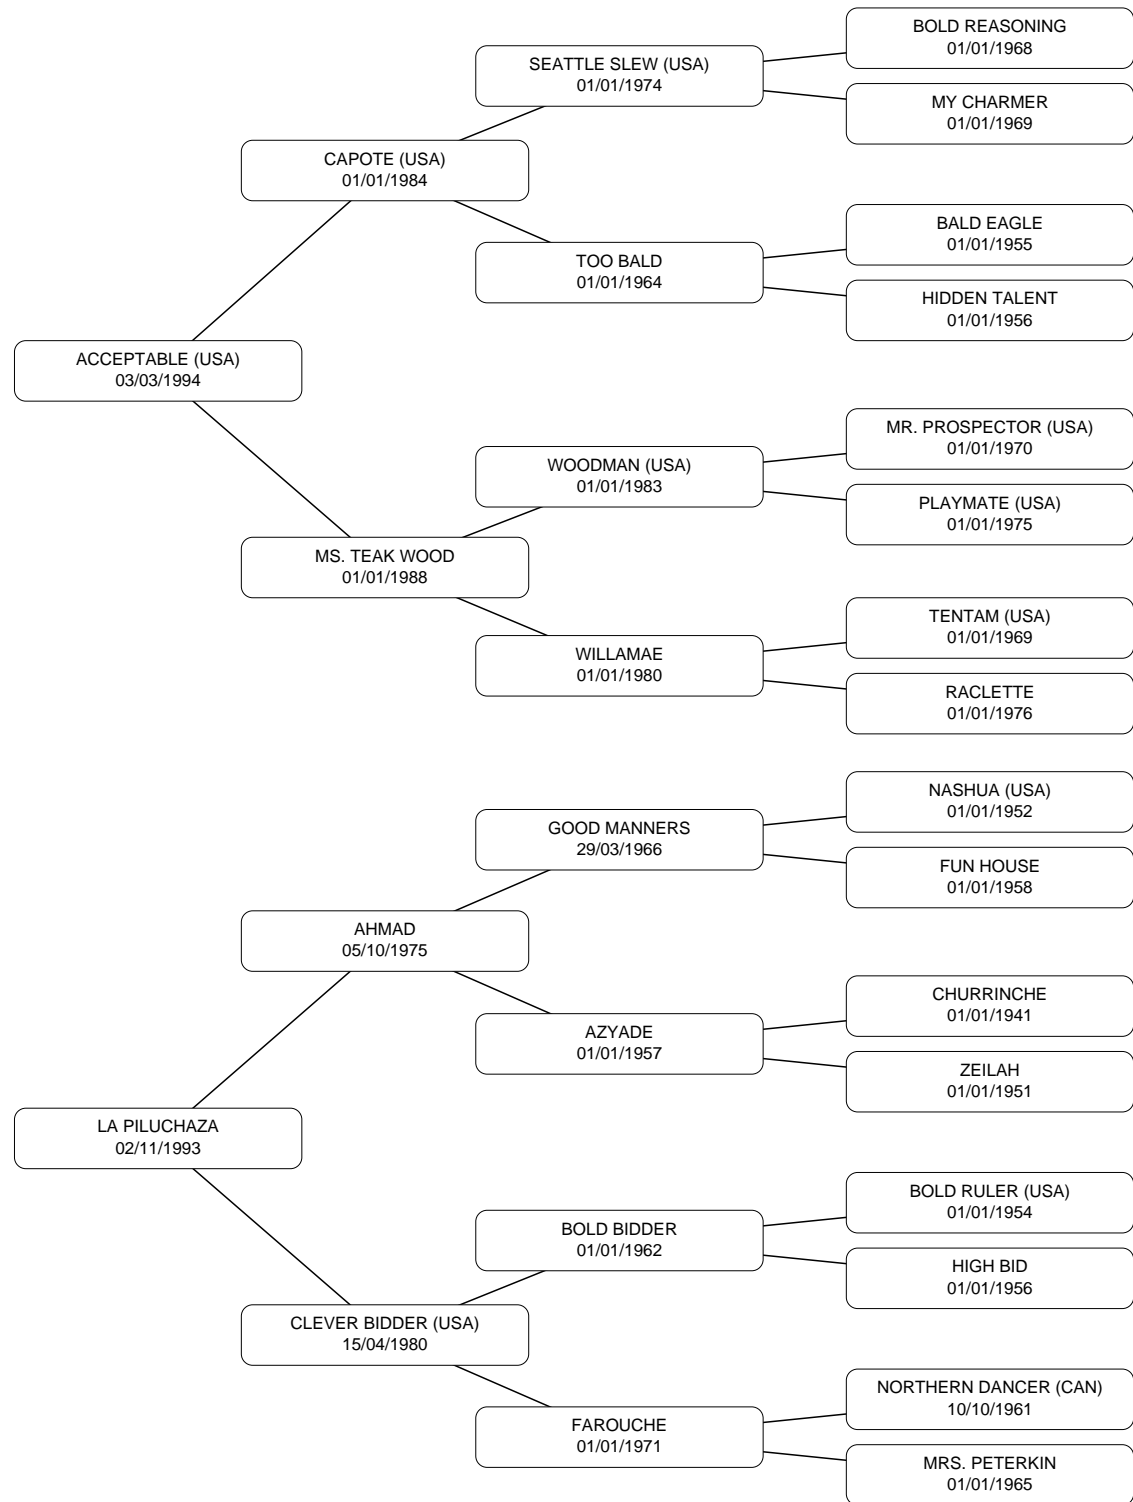 BOLD REASONING
01/01/1968
SEATTLE SLEW (USA)
01/01/1974
MY CHARMER
01/01/1969
CAPOTE (USA)
01/01/1984
BALD EAGLE
01/01/1955
TOO BALD
01/01/1964
HIDDEN TALENT
01/01/1956
ACCEPTABLE (USA)
03/03/1994
MR. PROSPECTOR (USA)
01/01/1970
WOODMAN (USA)
01/01/1983
PLAYMATE (USA)
01/01/1975
MS. TEAK WOOD
01/01/1988
TENTAM (USA)
01/01/1969
WILLAMAE
01/01/1980
RACLETTE
01/01/1976
NASHUA (USA)
01/01/1952
GOOD MANNERS
29/03/1966
FUN HOUSE
01/01/1958
AHMAD
05/10/1975
CHURRINCHE
01/01/1941
AZYADE
01/01/1957
ZEILAH
01/01/1951
LA PILUCHAZA
02/11/1993
BOLD RULER (USA)
01/01/1954
BOLD BIDDER
01/01/1962
HIGH BID
01/01/1956
CLEVER BIDDER (USA)
15/04/1980
NORTHERN DANCER (CAN)
10/10/1961
FAROUCHE
01/01/1971
MRS. PETERKIN
01/01/1965